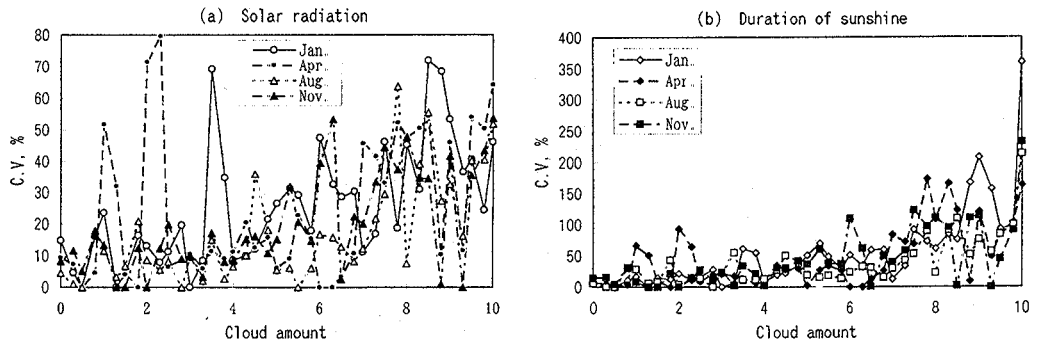 (a) Solar radiation
C.V, %
80
70
60
50
40
30
20
10
0
Jan.
Apr.
Aug.
Nov.
0 2 4 6 8 10
Cloud amount
(b) Duration of sunshine
C.V, %
400
350
300
250
200
150
100
50
0
Jan.
Apr.
Aug.
Nov.
0 2 4 6 8 10
Cloud amount